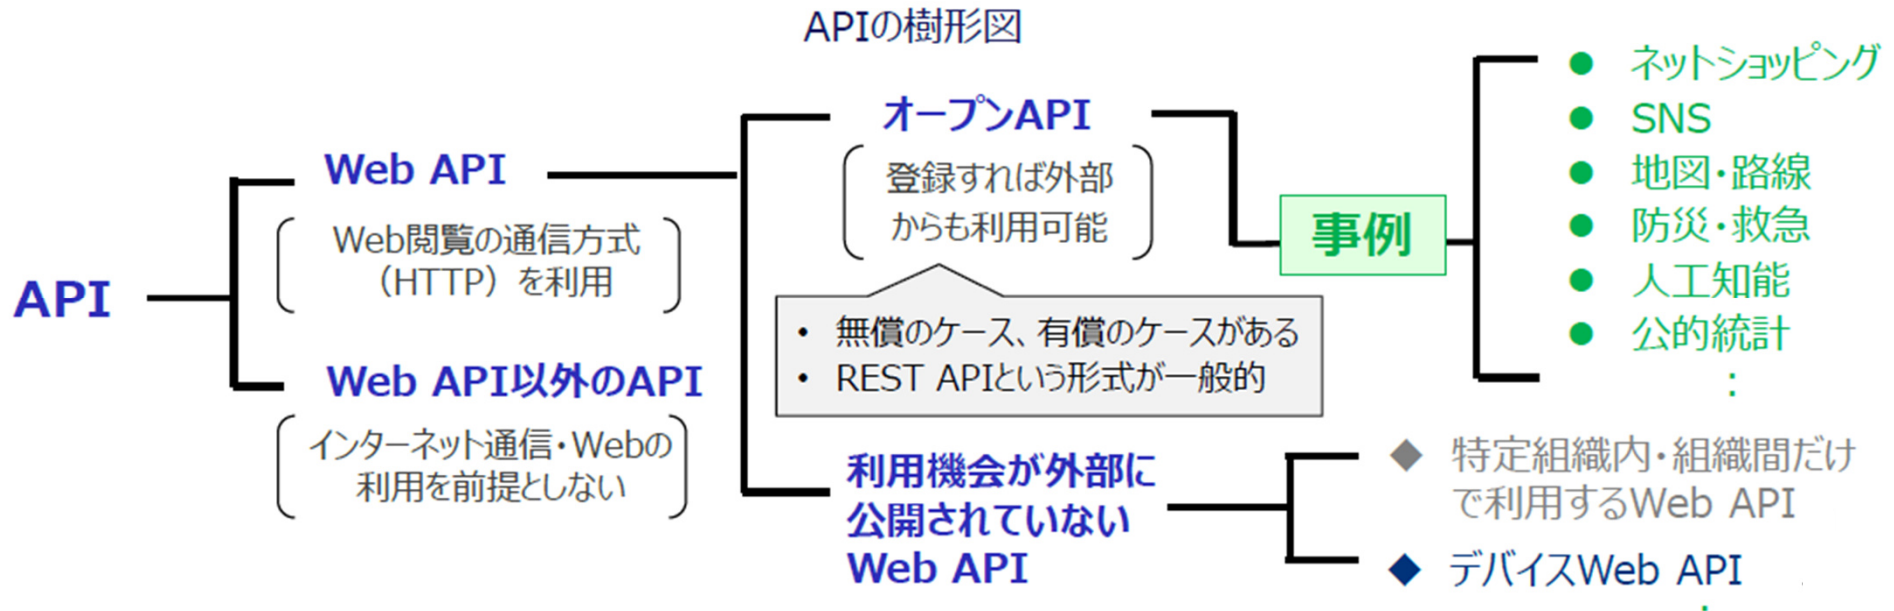 APIの樹形図
API
Web API
Web閲覧の通信方式
（HTTP）を利用
Web API以外のAPI
インターネット通信・Webの
利用を前提としない
オープンAPI
登録すれば外部
からも利用可能
• 無償のケース、有償のケースがある
• REST APIという形式が一般的
事例
● ネットショッピング
● SNS
● 地図・路線
● 防災・救急
● 人工知能
● 公的統計
：
利用機会が外部に
公開されていない
Web API
◆ 特定組織内・組織間だけ
で利用するWeb API
◆ デバイスWeb API